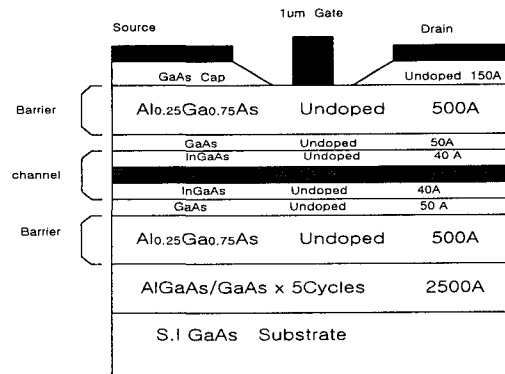 1um Gate
Source Drain
GaAs Cap Undoped 150A
Barrier Al0.25Ga0.75As Undoped 500A
GaAs Undoped 50A
InGaAs Undoped 40 A
channel
InGaAs Undoped 40A
GaAs Undoped 50 A
Barrier Al0.25Ga0.75As Undoped 500A
AlGaAs/GaAs x 5Cycles 2500A
S.I GaAs Substrate